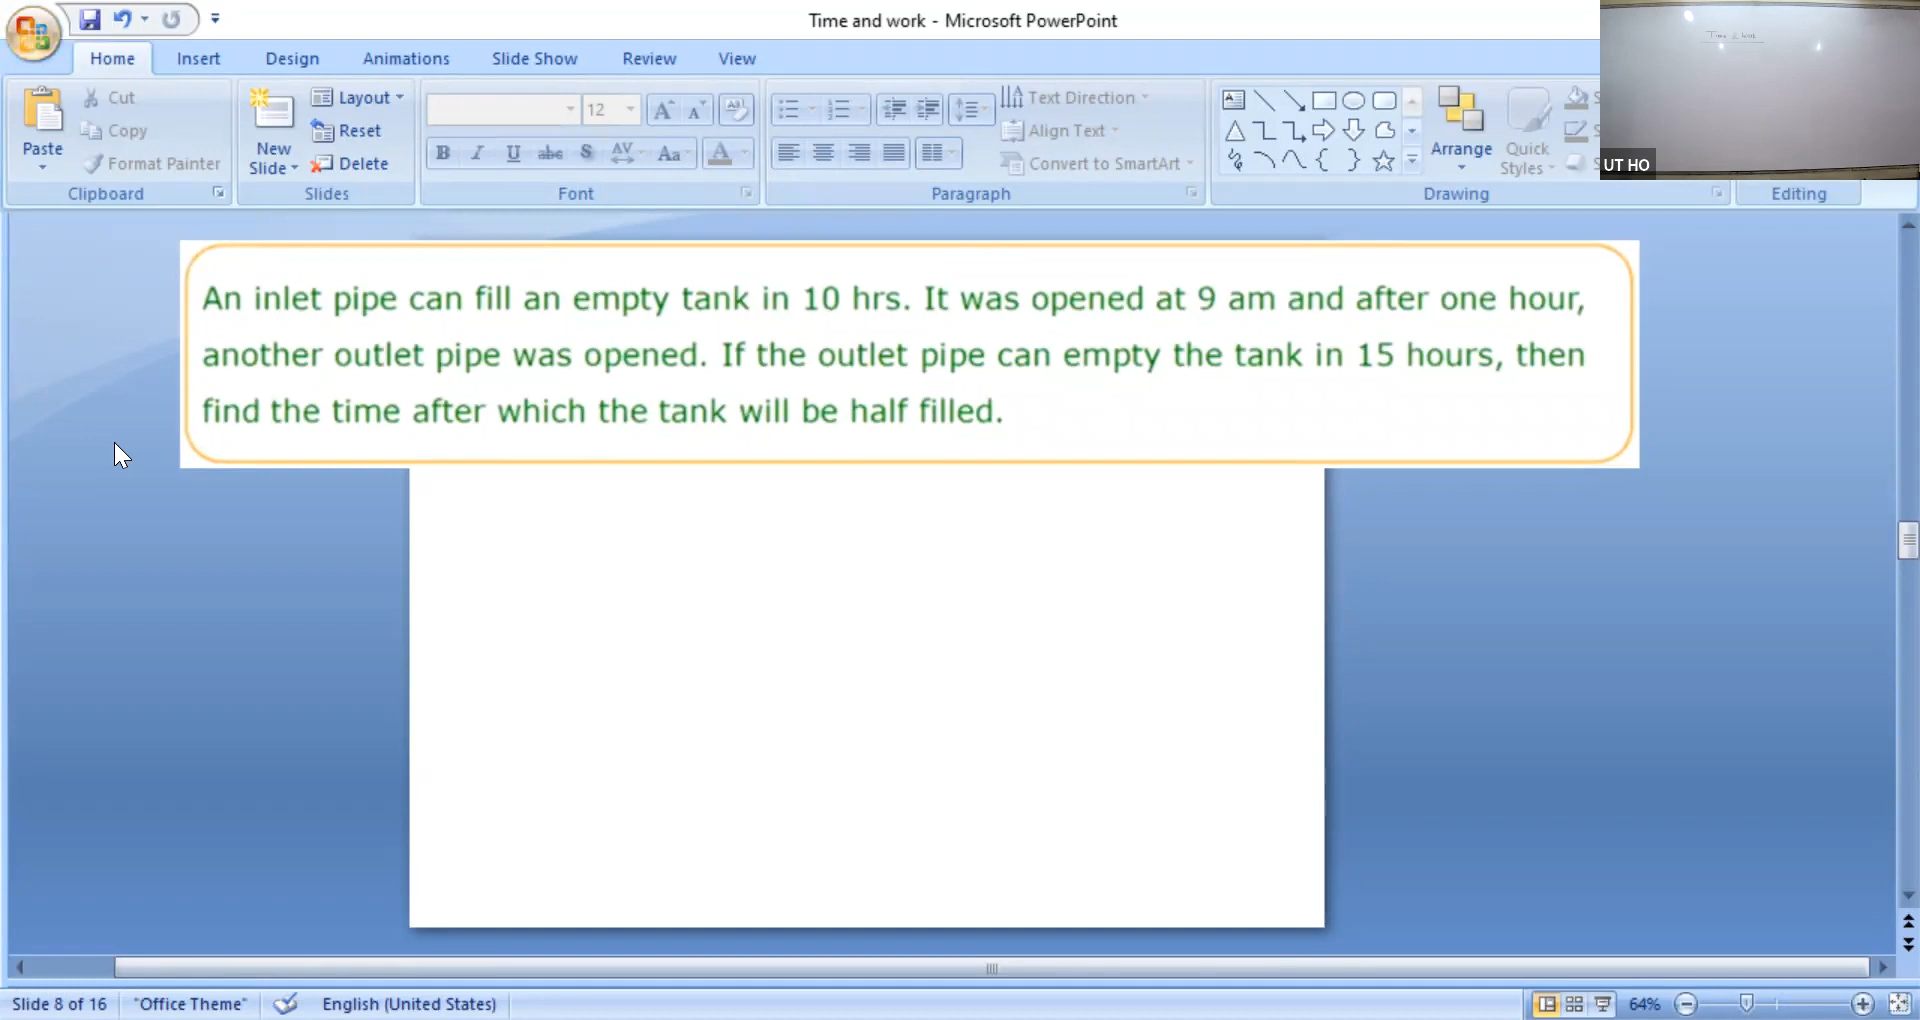 Time and work - Microsoft PowerPoint
Home Insert Design Animations Slide Show Review View
Paste
Cut
Copy
Format Painter
Clipboard
New
Slide
Layout
Reset
Delete
Slides
12
B I U abc S AV Aa A
Font
Text Direction
Align Text
Convert to SmartArt
Paragraph
Arrange
Quick
Styles
Drawing
Editing
UT HO
An inlet pipe can fill an empty tank in 10 hrs. It was opened at 9 am and after one hour,
another outlet pipe was opened. If the outlet pipe can empty the tank in 15 hours, then
find the time after which the tank will be half filled.
Slide 8 of 16 "Office Theme" English (United States) 64%